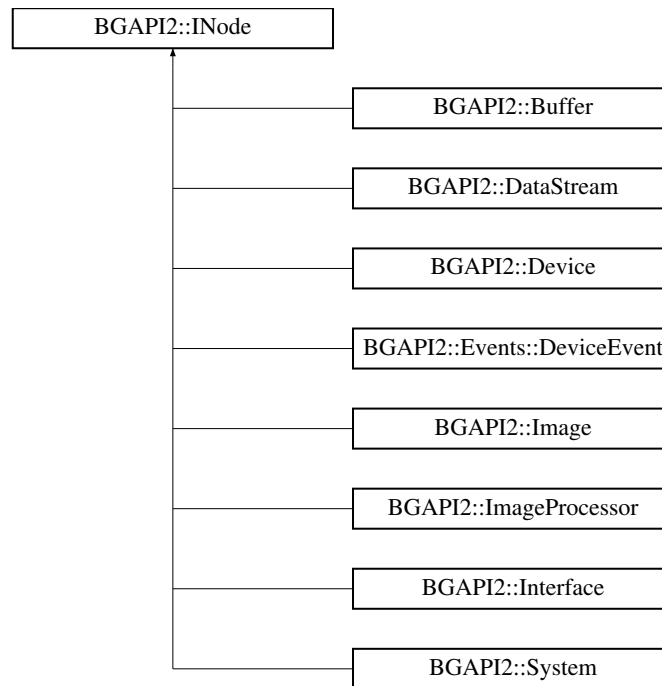 BGAPI2::INode
BGAPI2::Buffer
BGAPI2::DataStream
BGAPI2::Device
BGAPI2::Events::DeviceEvent
BGAPI2::Image
BGAPI2::ImageProcessor
BGAPI2::Interface
BGAPI2::System